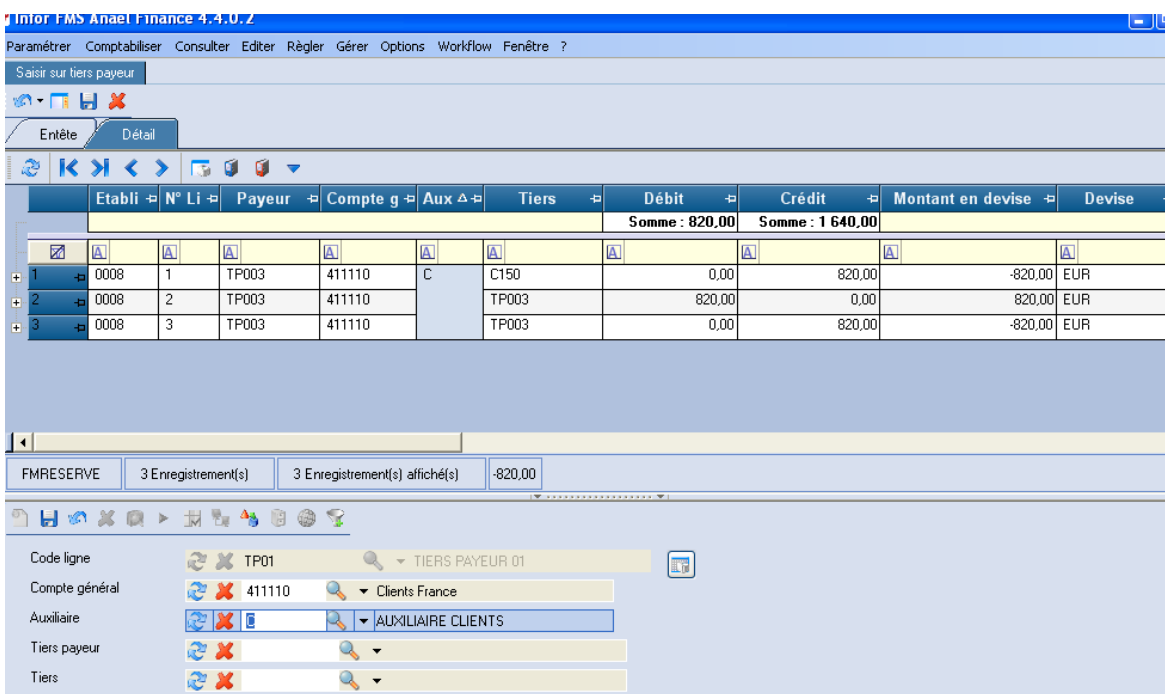 Infor FMS Anael Finance 4.4.0.2
Paramétrer Comptabiliser Consulter Editer Règler Gérer Options Workflow Fenêtre ?
Saisir sur tiers payeur
Entête Détail
Etabli N° Li Payeur Compte g Aux Tiers Débit Crédit Montant en devise Devise
Somme : 820,00 Somme : 1 640,00
A A A A A A A A A A
1 0008 1 TP003 411110 C C150 0,00 820,00 -820,00 EUR
2 0008 2 TP003 411110 TP003 820,00 0,00 820,00 EUR
3 0008 3 TP003 411110 TP003 0,00 820,00 -820,00 EUR
FMRESERVE 3 Enregistrement(s) 3 Enregistrement(s) affiché(s) -820,00
Code ligne TP01 TIERS PAYEUR 01
Compte général 411110 Clients France
Auxiliaire C AUXILIAIRE CLIENTS
Tiers payeur
Tiers